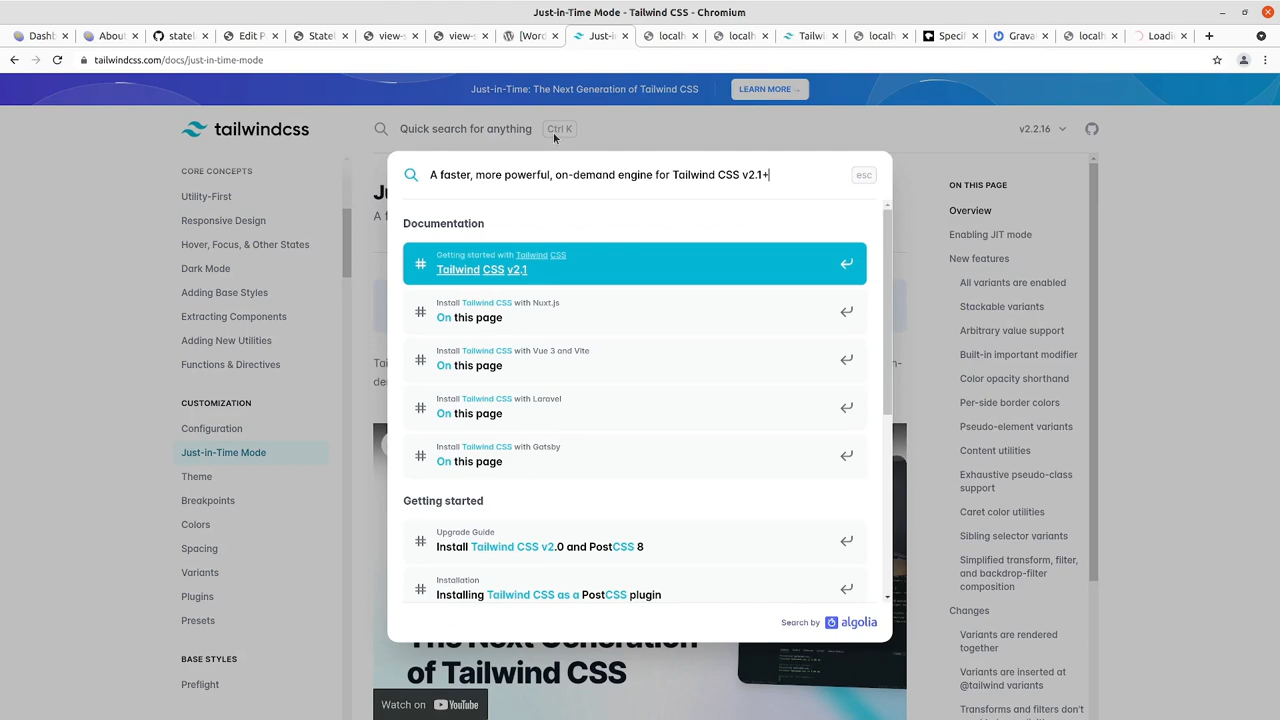 Just-in-Time Mode - Tailwind CSS - Chromium
Dashb
About
statel
Edit P
Statel
view-s
view-s
[Word
Just-in
localh
localh
Tailwi
localh
Specif
Grava
localh
Loadin
tailwindcss.com/docs/just-in-time-mode
Just-in-Time: The Next Generation of Tailwind CSS
LEARN MORE →
tailwindcss
Quick search for anything
Ctrl K
v2.2.16
CORE CONCEPTS
Utility-First
Responsive Design
Hover, Focus, & Other States
Dark Mode
Adding Base Styles
Extracting Components
Adding New Utilities
Functions & Directives
CUSTOMIZATION
Configuration
Just-in-Time Mode
Theme
Breakpoints
Colors
Spacing
Variants
Plugins
Presets
BASE STYLES
Preflight
A faster, more powerful, on-demand engine for Tailwind CSS v2.1+
esc
Documentation
Getting started with Tailwind CSS
Tailwind CSS v2.1
Install Tailwind CSS with Nuxt.js
On this page
Install Tailwind CSS with Vue 3 and Vite
On this page
Install Tailwind CSS with Laravel
On this page
Install Tailwind CSS with Gatsby
On this page
Getting started
Upgrade Guide
Install Tailwind CSS v2.0 and PostCSS 8
Installation
Installing Tailwind CSS as a PostCSS plugin
Search by algolia
The Next Generation
of Tailwind CSS
Watch on YouTube
ON THIS PAGE
Overview
Enabling JIT mode
New features
All variants are enabled
Stackable variants
Arbitrary value support
Built-in important modifier
Color opacity shorthand
Per-side border colors
Pseudo-element variants
Content utilities
Exhaustive pseudo-class
support
Caret color utilities
Sibling selector variants
Simplified transform, filter,
and backdrop-filter
composition
Changes
Variants are rendered
together
Variants are inserted at
@tailwind variants
Transforms and filters don't